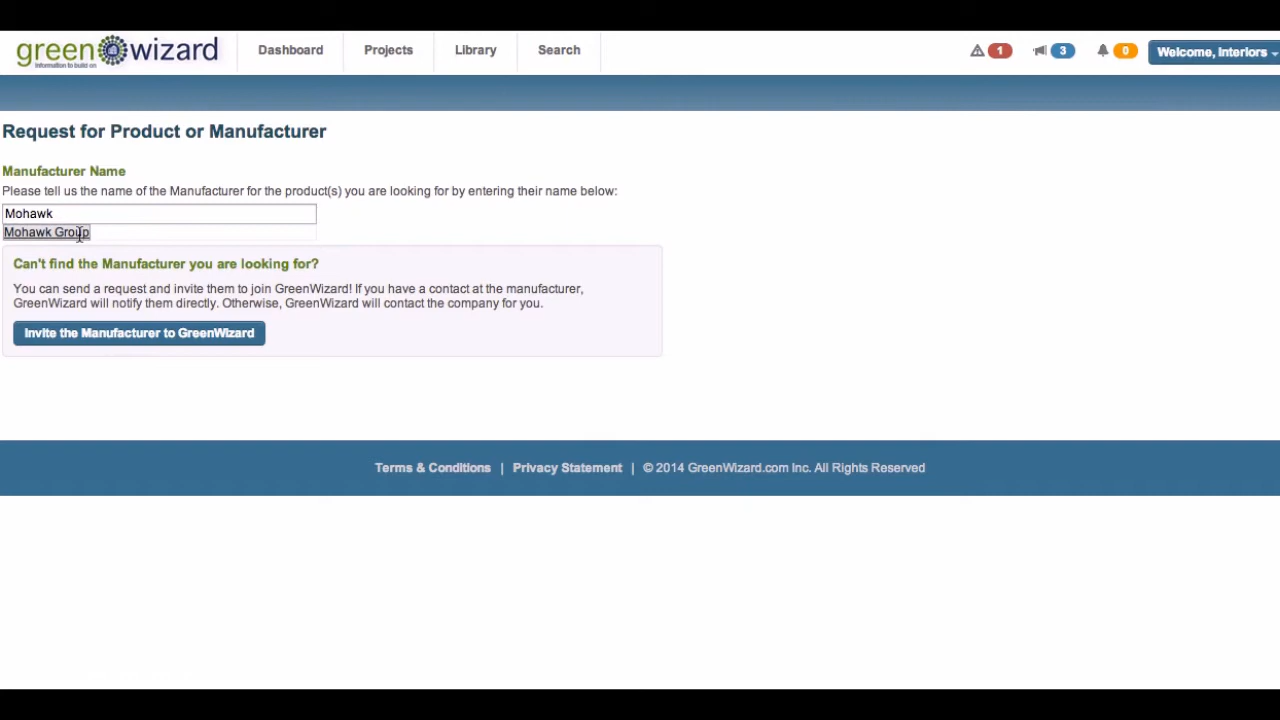 greenwizard
information to build on
Dashboard
Projects
Library
Search
1
3
0
Welcome, Interiors
Request for Product or Manufacturer
Manufacturer Name
Please tell us the name of the Manufacturer for the product(s) you are looking for by entering their name below:
Mohawk
Mohawk Group
Can't find the Manufacturer you are looking for?
You can send a request and invite them to join GreenWizard! If you have a contact at the manufacturer,
GreenWizard will notify them directly. Otherwise, GreenWizard will contact the company for you.
Invite the Manufacturer to GreenWizard
Terms & Conditions | Privacy Statement | © 2014 GreenWizard.com Inc. All Rights Reserved